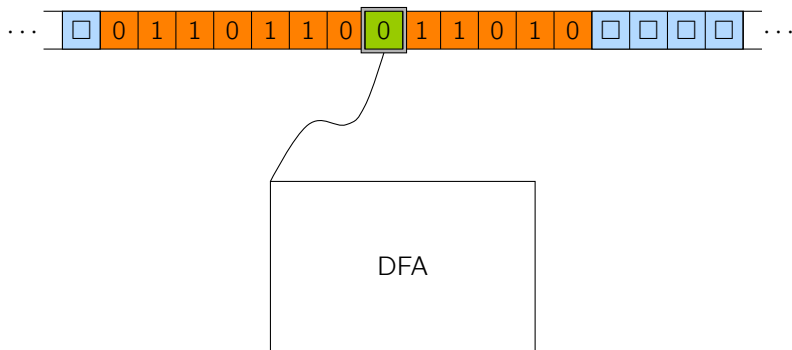 ··· □ 0 1 1 0 1 1 0 0 1 1 0 1 0 □ □ □ □ ···
DFA